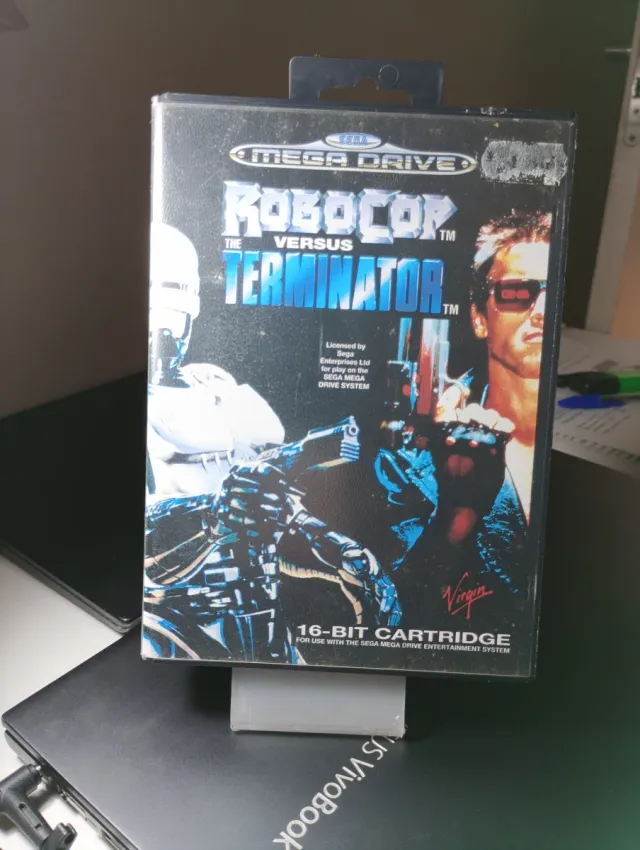 SEGA
MEGA DRIVE
ROBOCOP TM
THE VERSUS
TERMINATOR TM
Licensed by
Sega
Enterprises Ltd
for play on the
SEGA MEGA
DRIVE SYSTEM
Virgin
16-BIT CARTRIDGE
FOR USE WITH THE SEGA MEGA DRIVE ENTERTAINMENT SYSTEM
US VivoBook